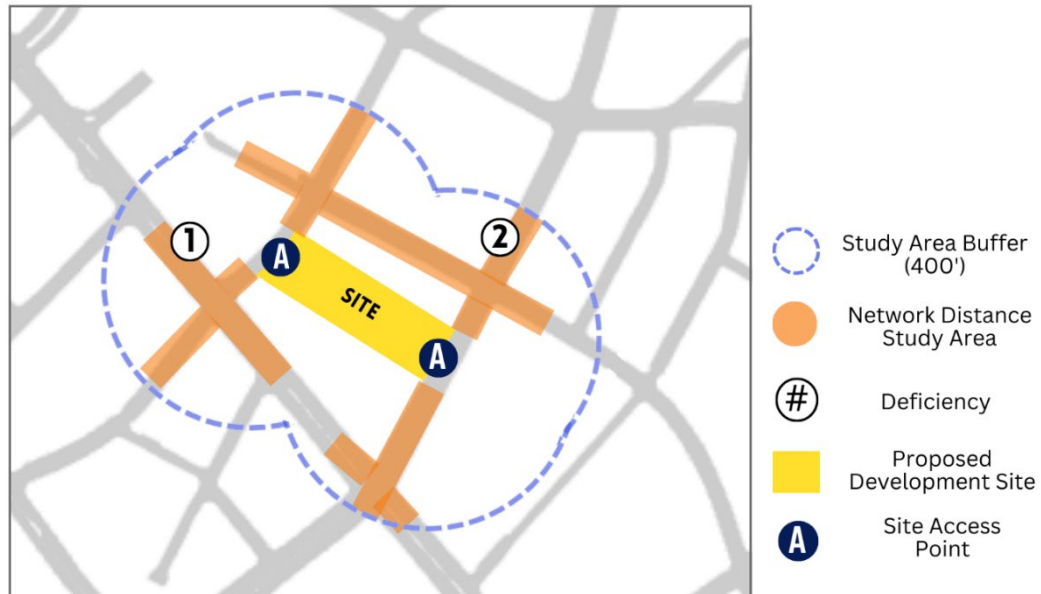 1
2
A
SITE
A
Study Area Buffer
(400')
Network Distance
Study Area
#
Deficiency
Proposed
Development Site
A
Site Access
Point